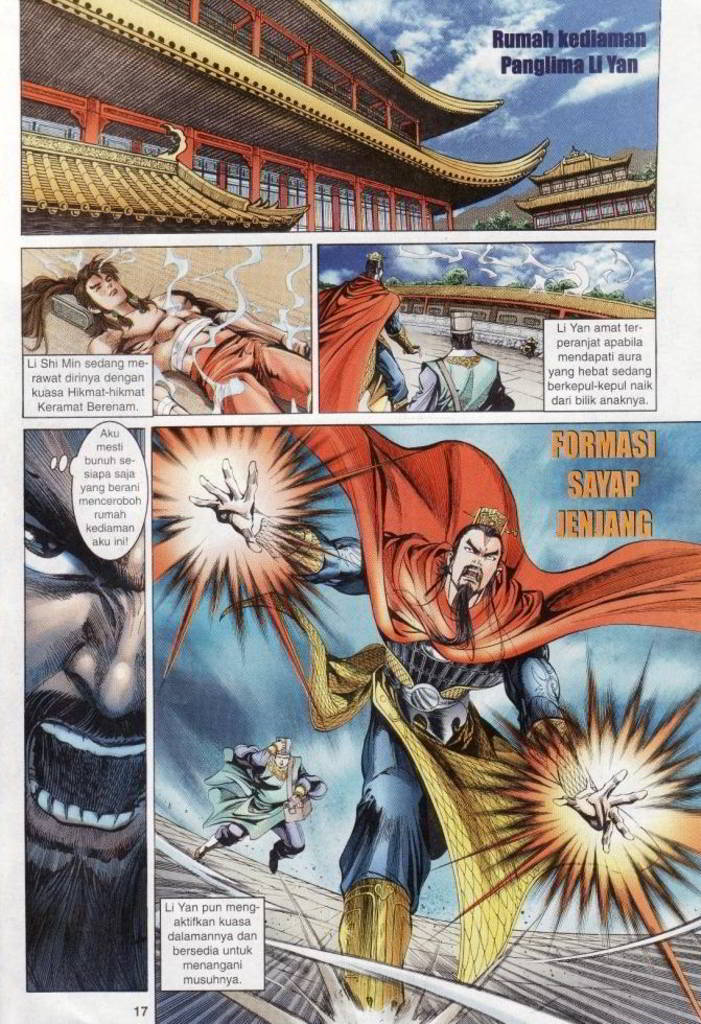 Rumah kediaman
Panglima Li Yan
Li Shi Min sedang me-
rawat dirinya dengan
kuasa Hikmat-hikmat
Keramat Berenam.
Li Yan amat ter-
peranjat apabila
mendapati aura
yang hebat sedang
berkepul-kepul naik
dari bilik anaknya.
Aku
mesti
bunuh se-
siapa saja
yang berani
menceroboh
rumah
kediaman
aku ini!
FORMASI
SAYAP
JENJANG
Li Yan pun meng-
aktifkan kuasa
dalamannya dan
bersedia untuk
menangani
musuhnya.
17